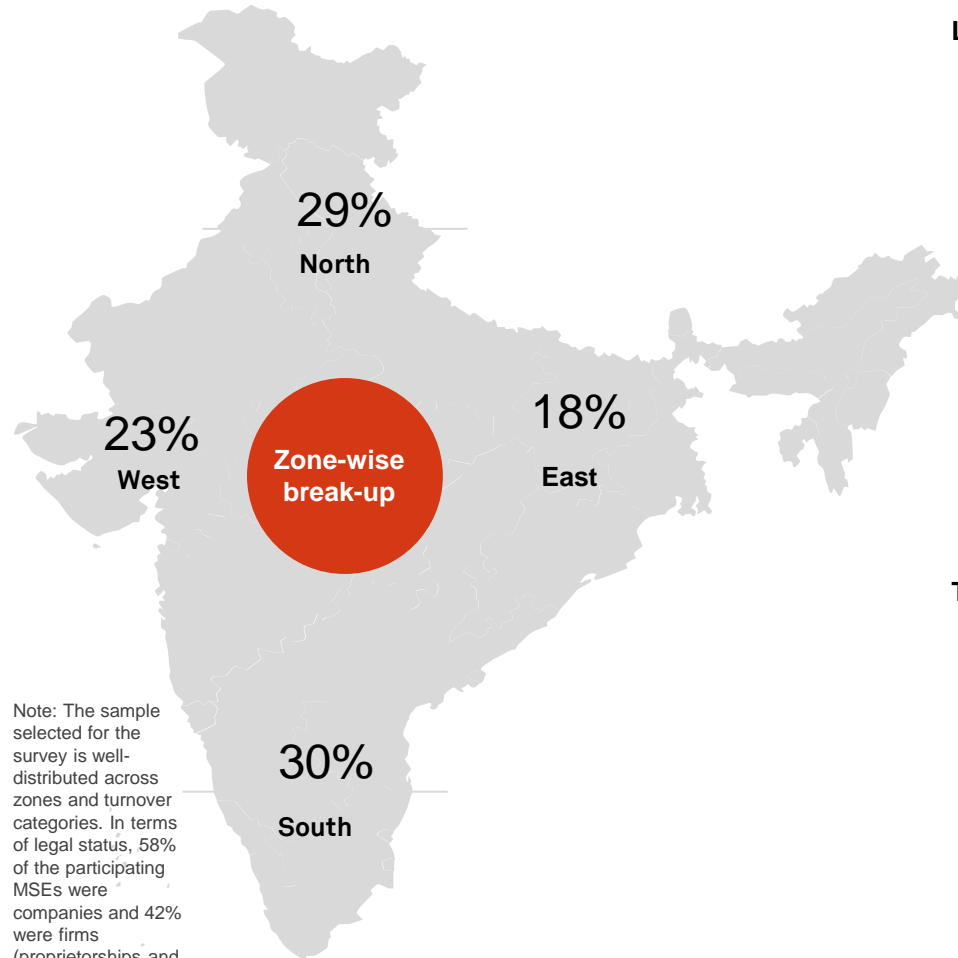 29%
North
23%
West
Zone-wise
break-up
18%
East
30%
South
Note: The sample
selected for the
survey is well-
distributed across
zones and turnover
categories. In terms
of legal status, 58%
of the participating
MSEs were
companies and 42%
were firms
(proprietorships and